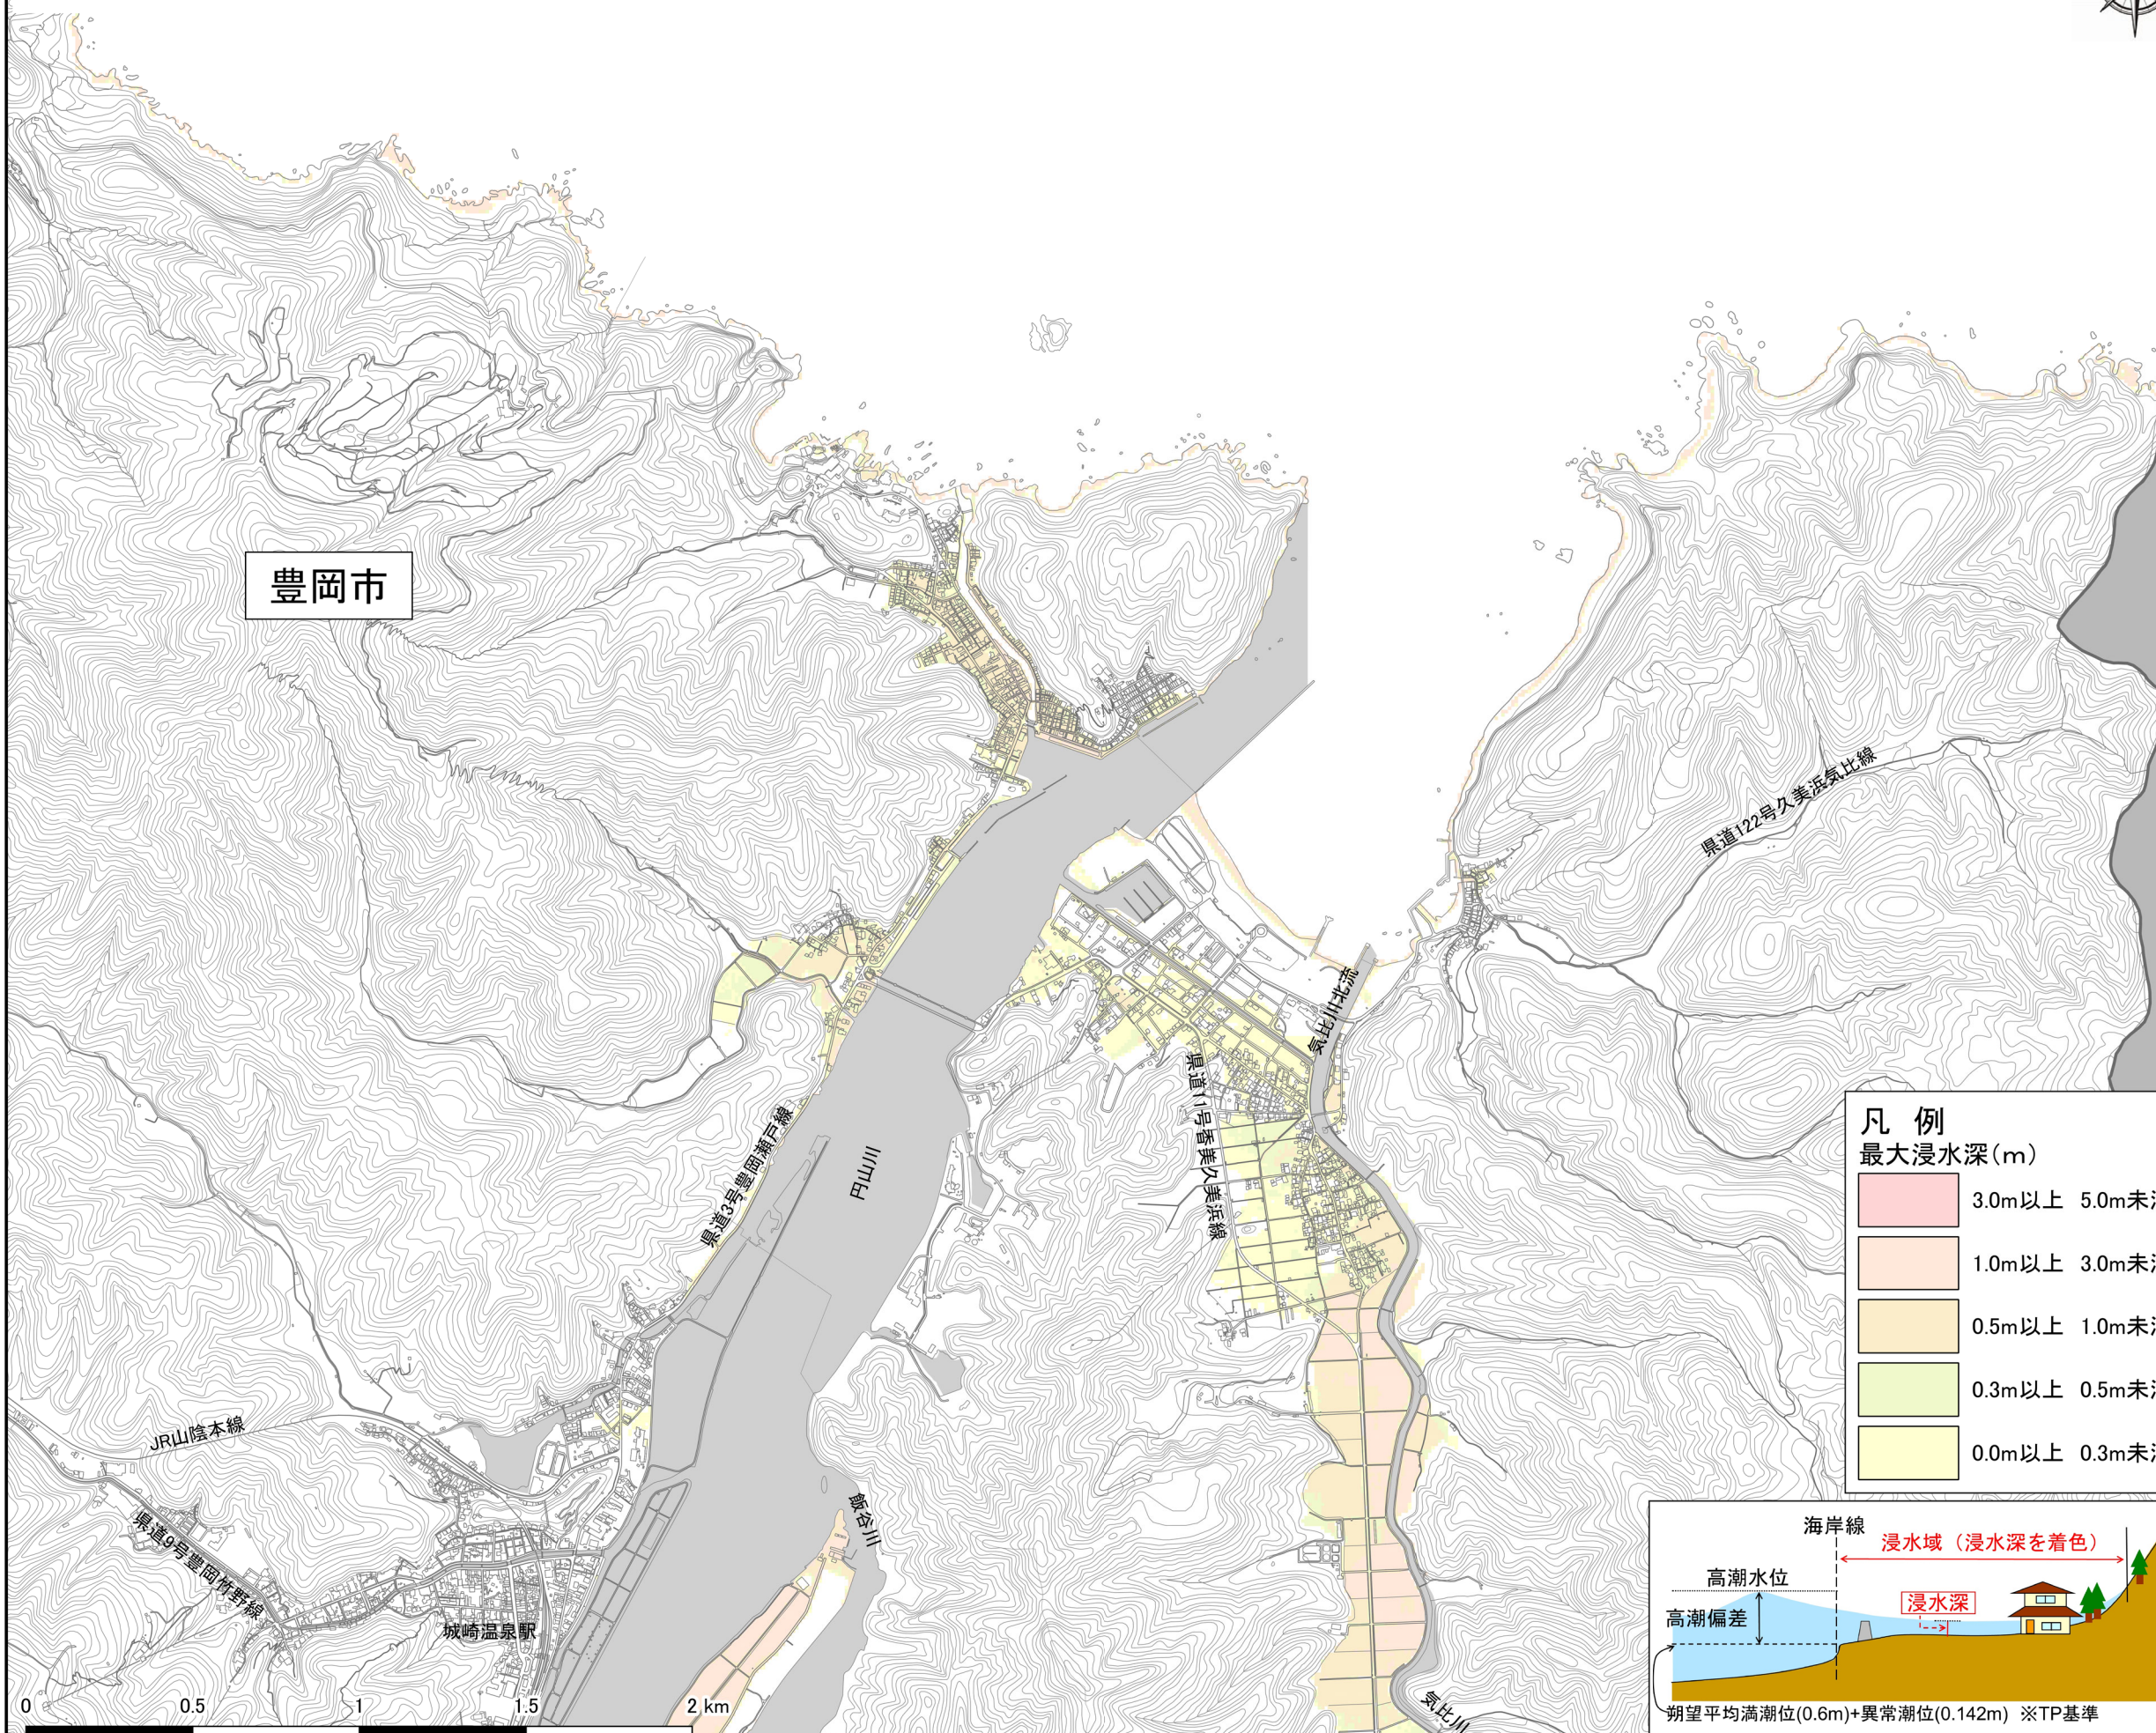 豊岡市
県道122号久美浜気比線
気比川北流
県道11号香美久美浜線
県道3号豊岡瀬戸線
円山川
JR山陰本線
県道9号豊岡竹野線
飯谷川
城崎温泉駅
気比川
0 0.5 1 1.5 2 km
凡 例
最大浸水深(m)
3.0m以上 5.0m未
1.0m以上 3.0m未
0.5m以上 1.0m未
0.3m以上 0.5m未
0.0m以上 0.3m未
海岸線
浸水域（浸水深を着色）
高潮水位
浸水深
高潮偏差
朔望平均満潮位(0.6m)+異常潮位(0.142m) ※TP基準